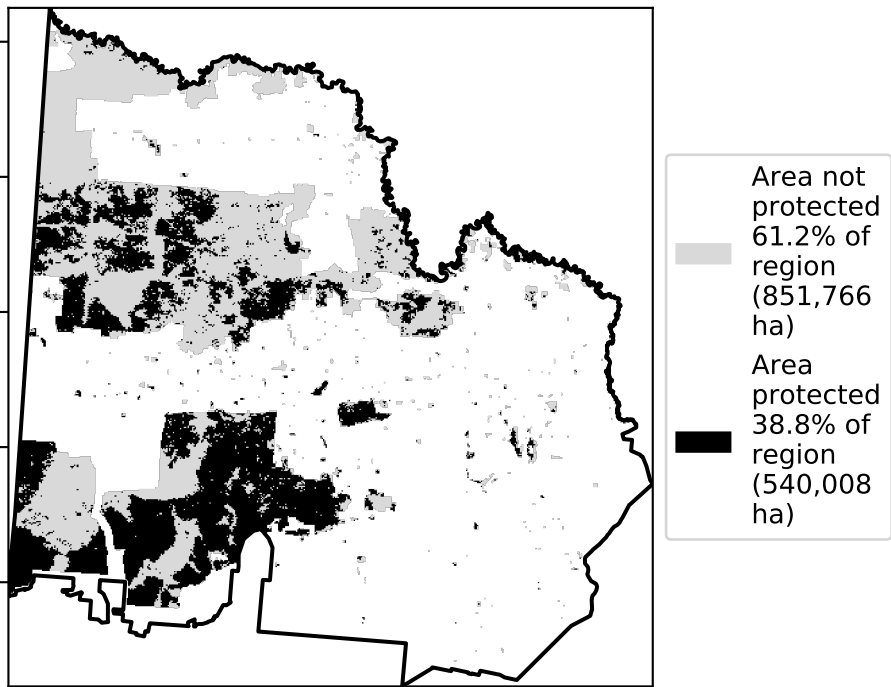 Area not
protected
61.2% of
region
(851,766
ha)
Area
protected
38.8% of
region
(540,008
ha)